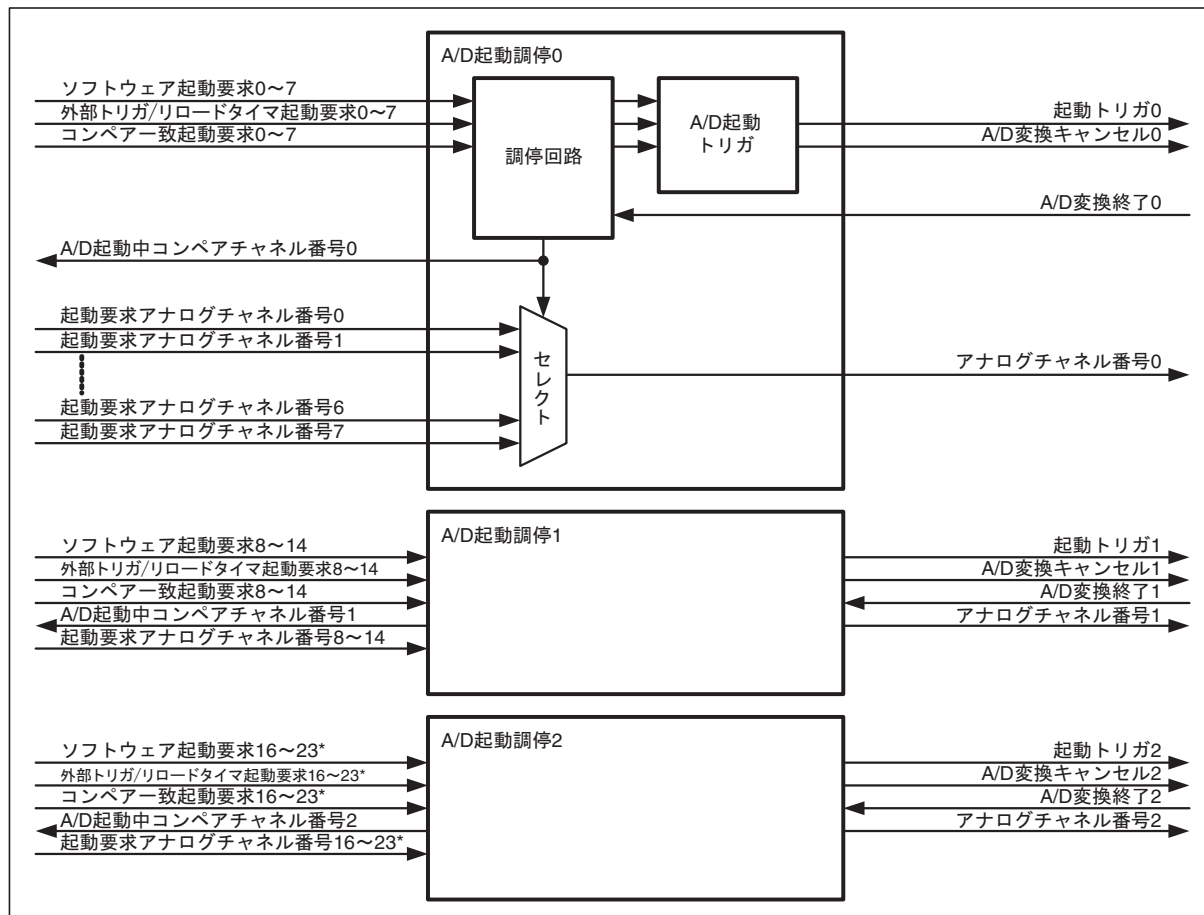 A/D起動調停0
ソフトウェア起動要求0～7
外部トリガ/リロードタイマ起動要求0～7
コンペア一致起動要求0～7
調停回路
A/D起動
トリガ
起動トリガ0
A/D変換キャンセル0
A/D変換終了0
A/D起動中コンペアチャネル番号0
起動要求アナログチャネル番号0
起動要求アナログチャネル番号1
起動要求アナログチャネル番号6
起動要求アナログチャネル番号7
セレクト
アナログチャネル番号0
A/D起動調停1
ソフトウェア起動要求8～14
外部トリガ/リロードタイマ起動要求8～14
コンペア一致起動要求8～14
A/D起動中コンペアチャネル番号1
起動要求アナログチャネル番号8～14
起動トリガ1
A/D変換キャンセル1
A/D変換終了1
アナログチャネル番号1
A/D起動調停2
ソフトウェア起動要求16～23*
外部トリガ/リロードタイマ起動要求16～23*
コンペア一致起動要求16～23*
A/D起動中コンペアチャネル番号2
起動要求アナログチャネル番号16～23*
起動トリガ2
A/D変換キャンセル2
A/D変換終了2
アナログチャネル番号2